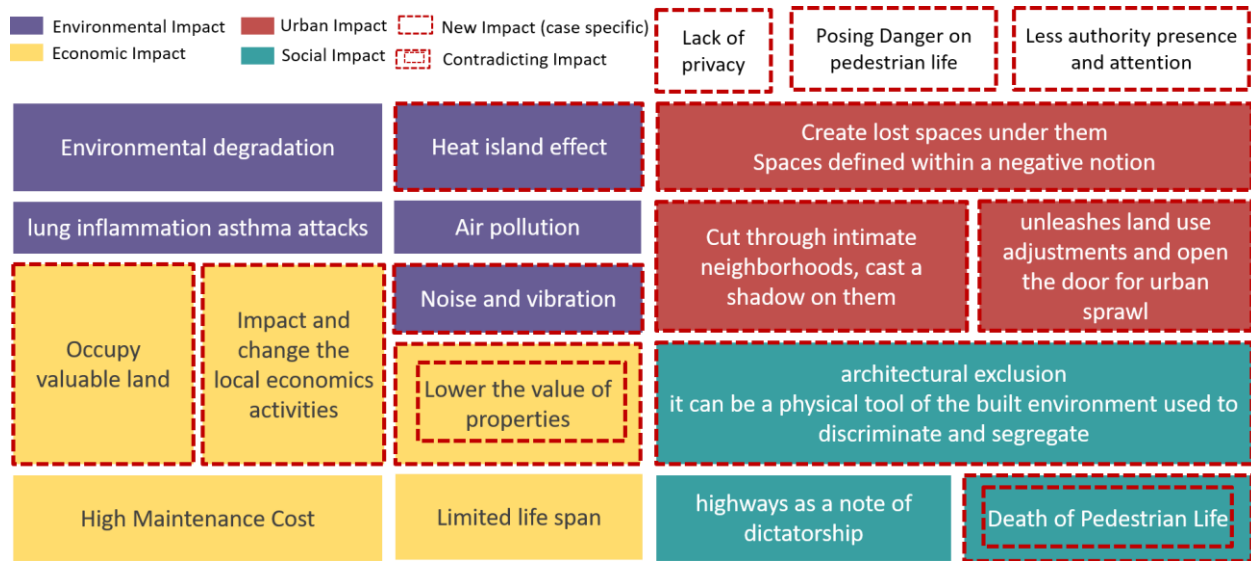 Environmental Impact
Urban Impact
New Impact (case specific)
Economic Impact
Social Impact
Contradicting Impact
Lack of
privacy
Posing Danger on
pedestrian life
Less authority presence
and attention
Environmental degradation
Heat island effect
Create lost spaces under them
Spaces defined within a negative notion
lung inflammation asthma attacks
Air pollution
Cut through intimate
neighborhoods, cast a
shadow on them
unleashes land use
adjustments and open
the door for urban
sprawl
Noise and vibration
Occupy
valuable land
Impact and
change the
local economics
activities
Lower the value of
properties
architectural exclusion
it can be a physical tool of the built environment used to
discriminate and segregate
High Maintenance Cost
Limited life span
highways as a note of
dictatorship
Death of Pedestrian Life